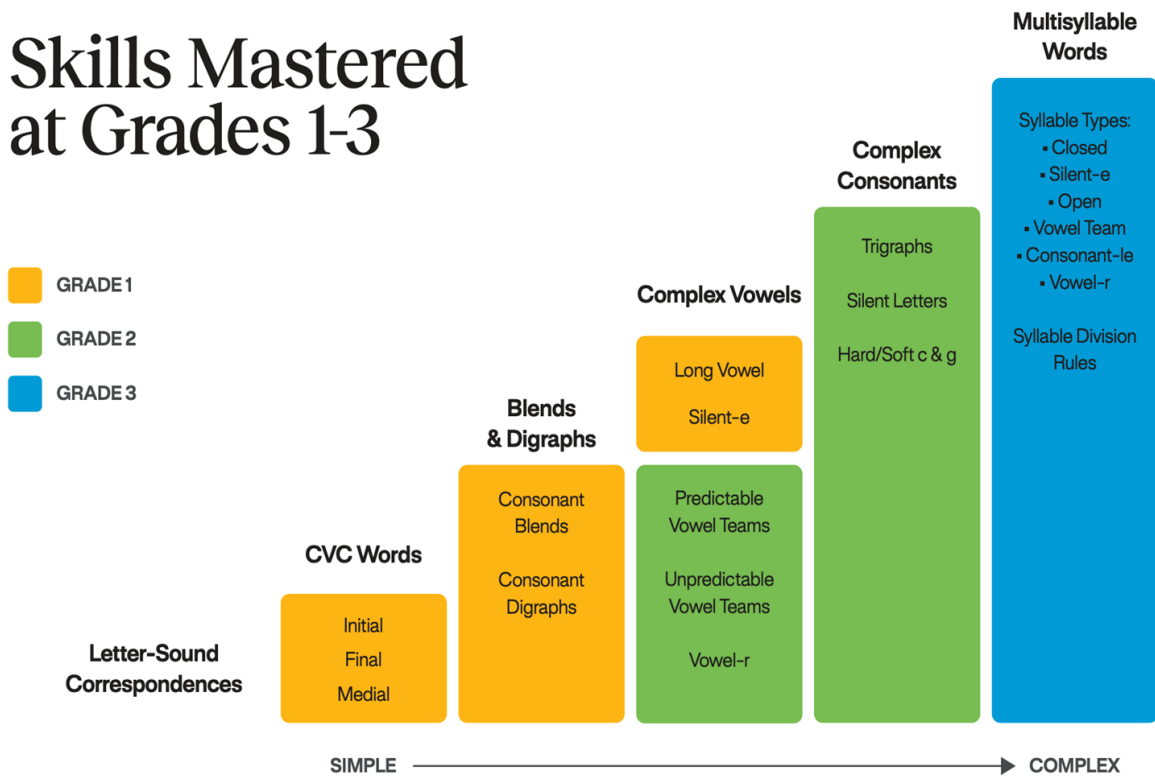 Skills Mastered
at Grades 1-3
GRADE 1
GRADE 2
GRADE 3
Letter-Sound
Correspondences
CVC Words
Initial
Final
Medial
Blends
& Digraphs
Consonant
Blends
Consonant
Digraphs
Complex Vowels
Long Vowel
Silent-e
Predictable
Vowel Teams
Unpredictable
Vowel Teams
Vowel-r
Complex
Consonants
Trigraphs
Silent Letters
Hard/Soft c & g
Multisyllable
Words
Syllable Types:
▪ Closed
▪ Silent-e
▪ Open
▪ Vowel Team
▪ Consonant-le
▪ Vowel-r
Syllable Division
Rules
SIMPLE
COMPLEX